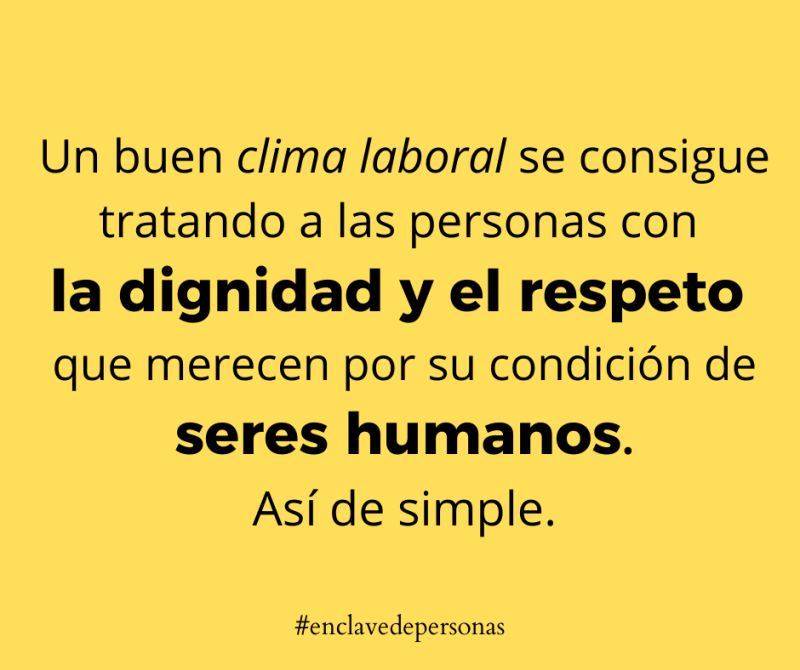 Un buen clima laboral se consigue
tratando a las personas con
la dignidad y el respeto
que merecen por su condición de
seres humanos.
Así de simple.
#enclavedepersonas